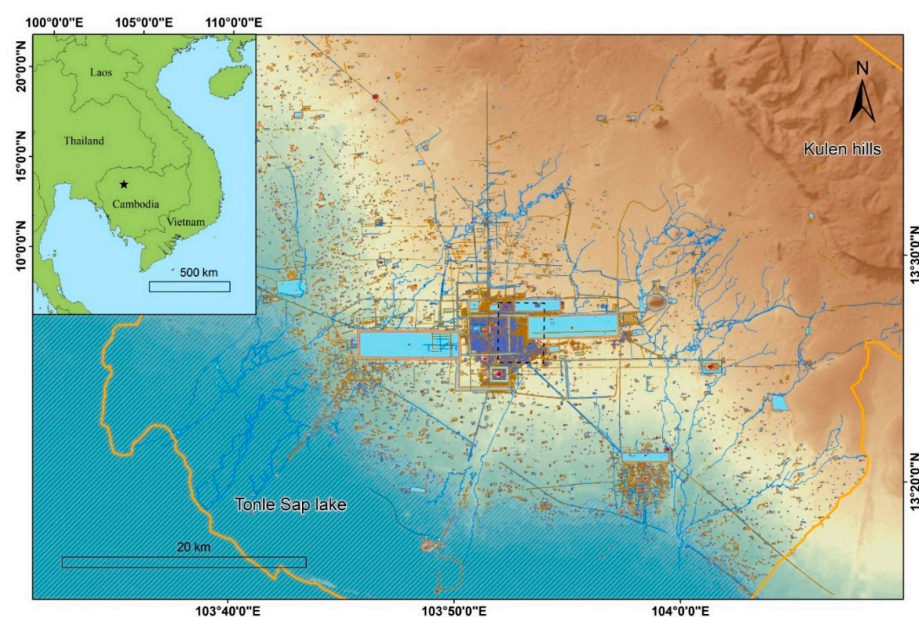 100°0'0"E 105°0'0"E 110°0'0"E
20°0'0"N
15°0'0"N
10°0'0"N
Laos
Thailand
Cambodia
Vietnam
500 km
N
Kulen hills
13°30'0"N
13°20'0"N
Tonle Sap lake
20 km
103°40'0"E 103°50'0"E 104°0'0"E